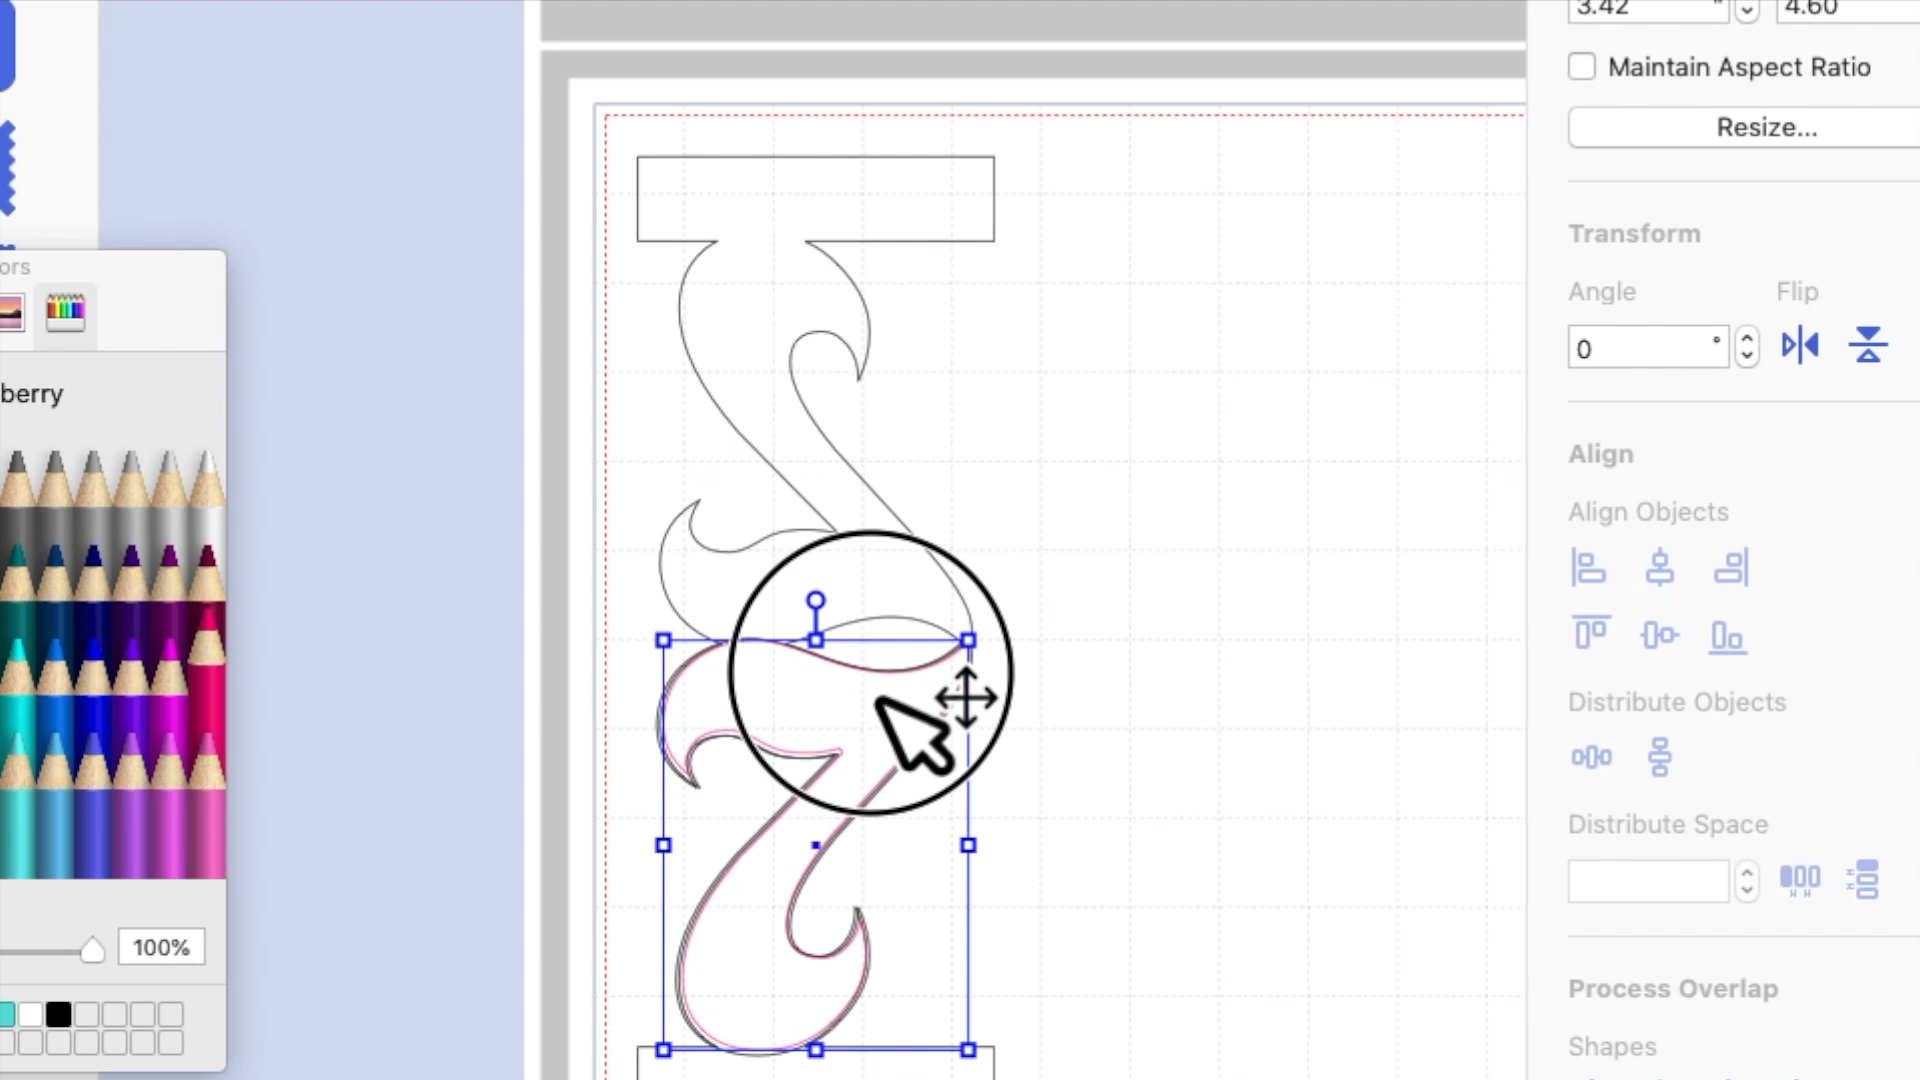 3.42 " 4.60
Maintain Aspect Ratio
Resize...
Transform
Angle Flip
0 °
Align
Align Objects
Distribute Objects
Distribute Space
H H
Process Overlap
Shapes
ors
berry
100%